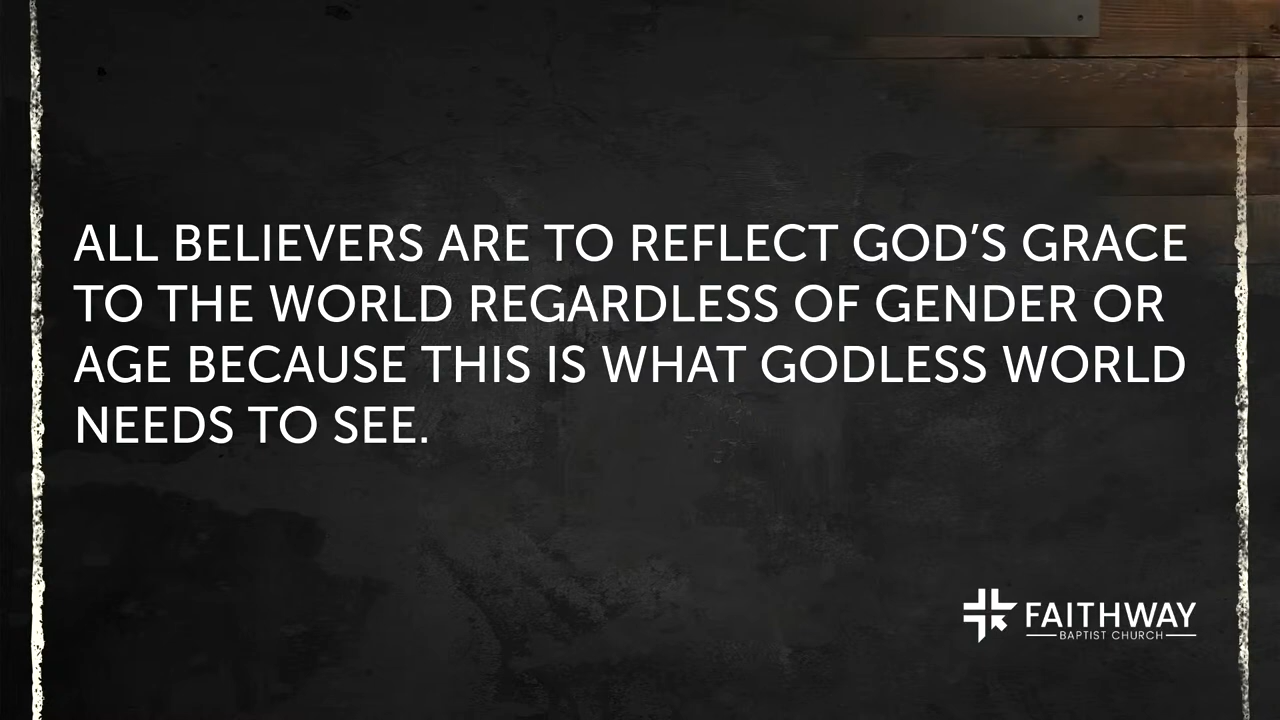 ALL BELIEVERS ARE TO REFLECT GOD’S GRACE
TO THE WORLD REGARDLESS OF GENDER OR
AGE BECAUSE THIS IS WHAT GODLESS WORLD
NEEDS TO SEE.
FAITHWAY
BAPTIST CHURCH